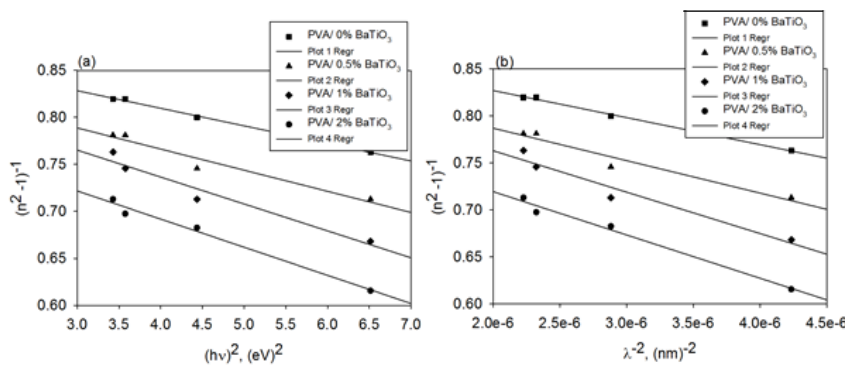 PVA/ 0% BaTiO3
Plot 1 Regr
PVA/ 0.5% BaTiO3
Plot 2 Regr
PVA/ 1% BaTiO3
Plot 3 Regr
PVA/ 2% BaTiO3
Plot 4 Regr
(a)
0.85
0.80
0.75
0.70
0.65
0.60
(n2 -1)-1
3.0 3.5 4.0 4.5 5.0 5.5 6.0 6.5 7.0
(hν)2, (eV)2
PVA/ 0% BaTiO3
Plot 1 Regr
PVA/ 0.5% BaTiO3
Plot 2 Regr
PVA/ 1% BaTiO3
Plot 3 Regr
PVA/ 2% BaTiO3
Plot 4 Regr
(b)
0.85
0.80
0.75
0.70
0.65
0.60
(n2 -1)-1
2.0e-6 2.5e-6 3.0e-6 3.5e-6 4.0e-6 4.5e-6
λ-2, (nm)-2